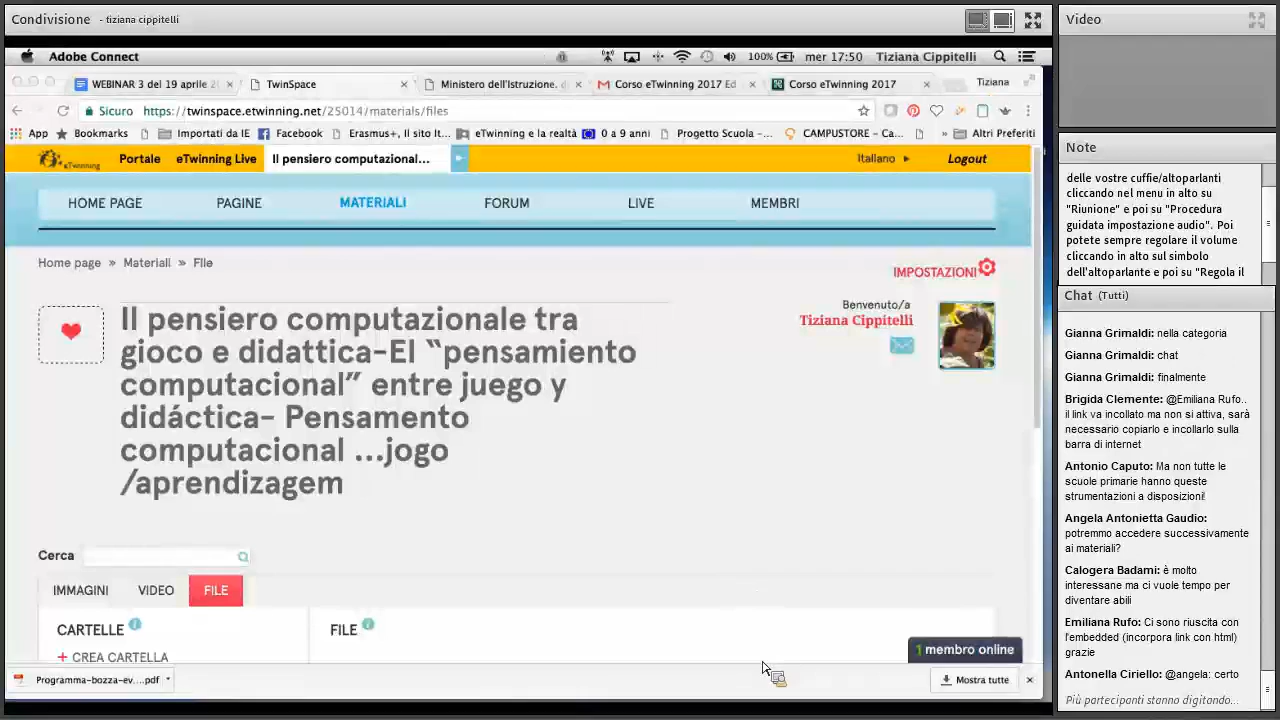 Condivisione - tiziana cippitelli
Adobe Connect
100%
mer 17:50
Tiziana Cippitelli
WEBINAR 3 del 19 aprile 2
TwinSpace
Ministero dell'Istruzione. d
Corso eTwinning 2017 Ed
Corso eTwinning 2017
Tiziana
Sicuro
https://twinspace.etwinning.net/25014/materials/files
App
Bookmarks
Importati da IE
Facebook
Erasmus+, Il sito It...
eTwinning e la realtà
0 a 9 anni
Progetto Scuola -...
CAMPUSTORE - Ca...
»
Altri Preferiti
eTwinning
Portale
eTwinning Live
Il pensiero computazional...
Italiano
Logout
HOME PAGE
PAGINE
MATERIALI
FORUM
LIVE
MEMBRI
Home page » Materiali » File
IMPOSTAZIONI
Benvenuto/a
Tiziana Cippitelli
Il pensiero computazionale tra
gioco e didattica-El “pensamiento
computacional” entre juego y
didáctica- Pensamento
computacional ...jogo
/aprendizagem
Cerca
IMMAGINI
VIDEO
FILE
CARTELLE
FILE
+ CREA CARTELLA
1 membro online
Programma-bozza-ev....pdf
Mostra tutte
Video
Note
delle vostre cuffie/altoparlanti
cliccando nel menu in alto su
"Riunione" e poi su "Procedura
guidata impostazione audio". Poi
potete sempre regolare il volume
cliccando in alto sul simbolo
dell'altoparlante e poi su "Regola il
Chat (Tutti)
Gianna Grimaldi: nella categoria
Gianna Grimaldi: chat
Gianna Grimaldi: finalmente
Brigida Clemente: @Emiliana Rufo..
il link va incollato ma non si attiva, sarà
necessario copiarlo e incollarlo sulla
barra di internet
Antonio Caputo: Ma non tutte le
scuole primarie hanno queste
strumentazioni a disposizioni!
Angela Antonietta Gaudio:
potremmo accedere successivamente
ai materiali?
Calogera Badami: è molto
interessante ma ci vuole tempo per
diventare abili
Emiliana Rufo: Ci sono riuscita con
l'embedded (incorpora link con html)
grazie
Antonella Ciriello: @angela: certo
Più partecipanti stanno digitando...